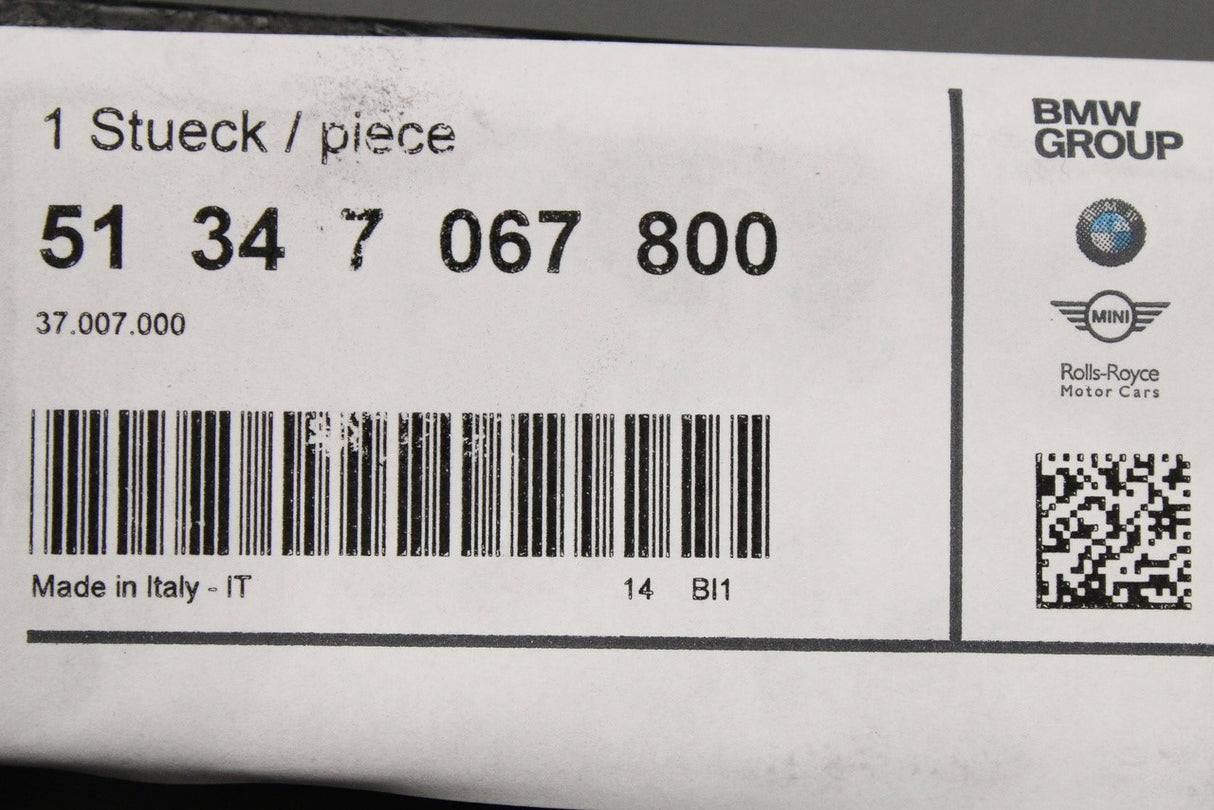 1 Stueck / piece
51 34 7 067 800
37.007.000
Made in Italy - IT
14 BI1
BMW
GROUP
MINI
Rolls-Royce
Motor Cars